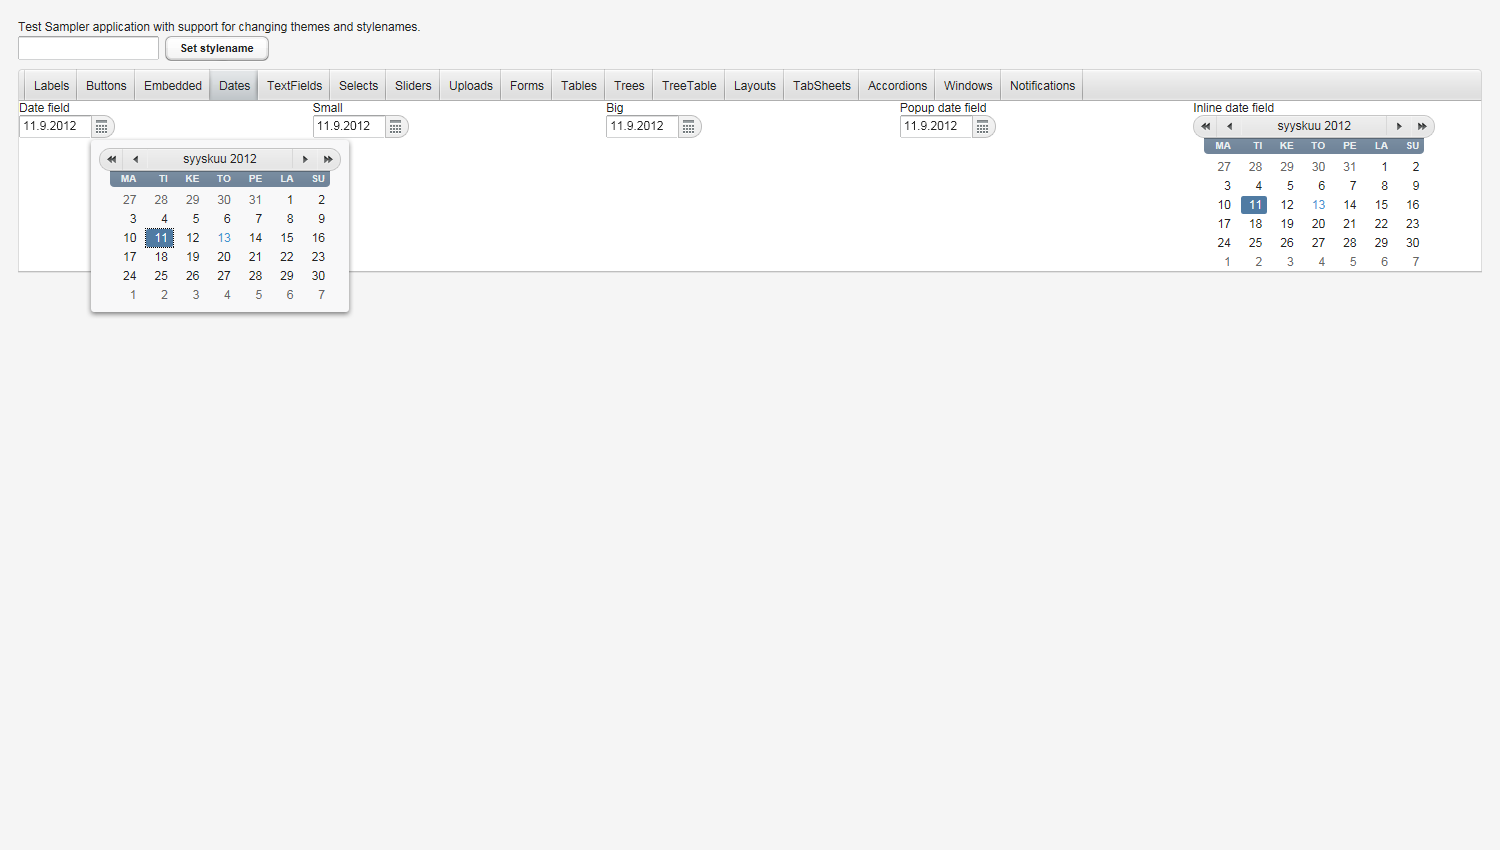 Test Sampler application with support for changing themes and stylenames.
Set stylename
Labels Buttons Embedded Dates TextFields Selects Sliders Uploads Forms Tables Trees TreeTable Layouts TabSheets Accordions Windows Notifications
Date field Small Big Popup date field Inline date field
11.9.2012 11.9.2012 11.9.2012 11.9.2012
syyskuu 2012
MA TI KE TO PE LA SU
27 28 29 30 31 1 2
3 4 5 6 7 8 9
10 11 12 13 14 15 16
17 18 19 20 21 22 23
24 25 26 27 28 29 30
1 2 3 4 5 6 7
syyskuu 2012
MA TI KE TO PE LA SU
27 28 29 30 31 1 2
3 4 5 6 7 8 9
10 11 12 13 14 15 16
17 18 19 20 21 22 23
24 25 26 27 28 29 30
1 2 3 4 5 6 7